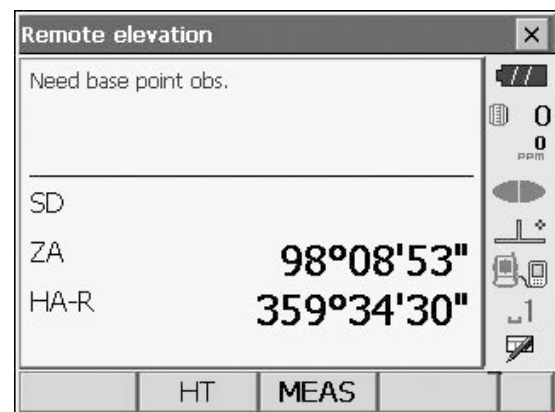 Remote elevation
Need base point obs.
0
0
PPM
SD
ZA 98°08'53"
HA-R 359°34'30"
1
HT MEAS